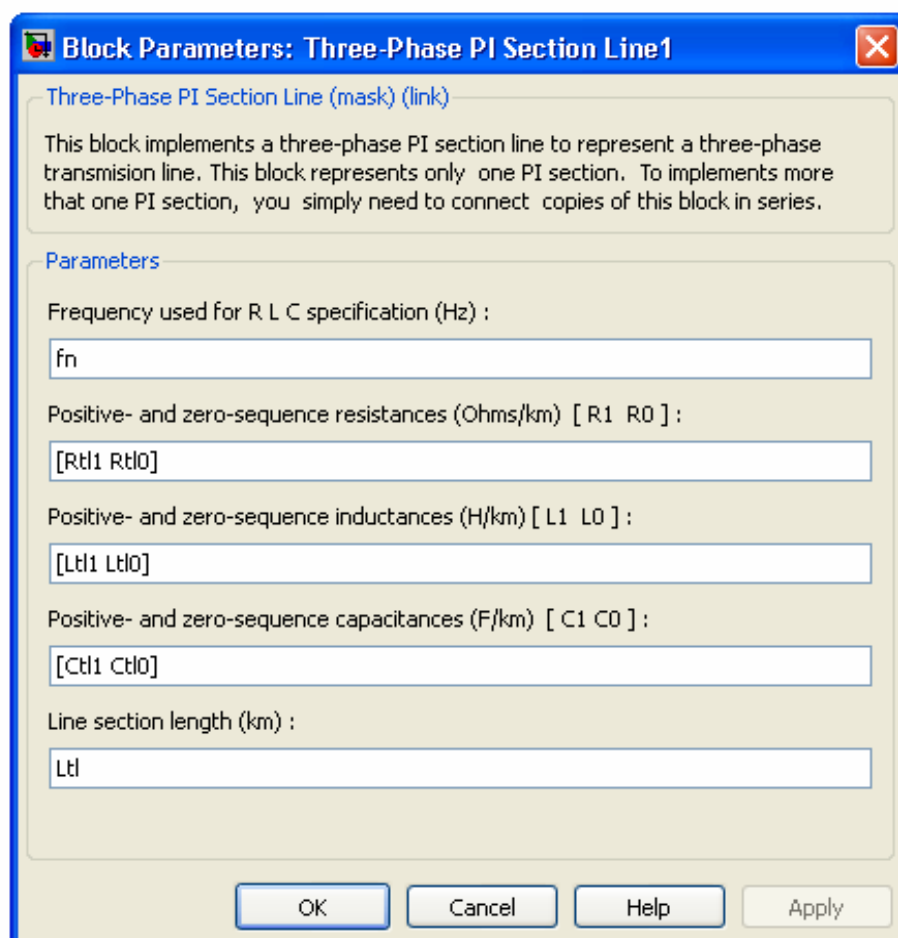 Block Parameters: Three-Phase PI Section Line1
Three-Phase PI Section Line (mask) (link)
This block implements a three-phase PI section line to represent a three-phase
transmision line. This block represents only  one PI section.  To implements more
that one PI section,  you  simply need to connect  copies of this block in series.
Parameters
Frequency used for R L C specification (Hz) :
fn
Positive- and zero-sequence resistances (Ohms/km)  [ R1  R0 ] :
[Rtl1 Rtl0]
Positive- and zero-sequence inductances (H/km) [ L1  L0 ] :
[Ltl1 Ltl0]
Positive- and zero-sequence capacitances (F/km)  [ C1 C0 ] :
[Ctl1 Ctl0]
Line section length (km) :
Ltl
OK Cancel Help Apply